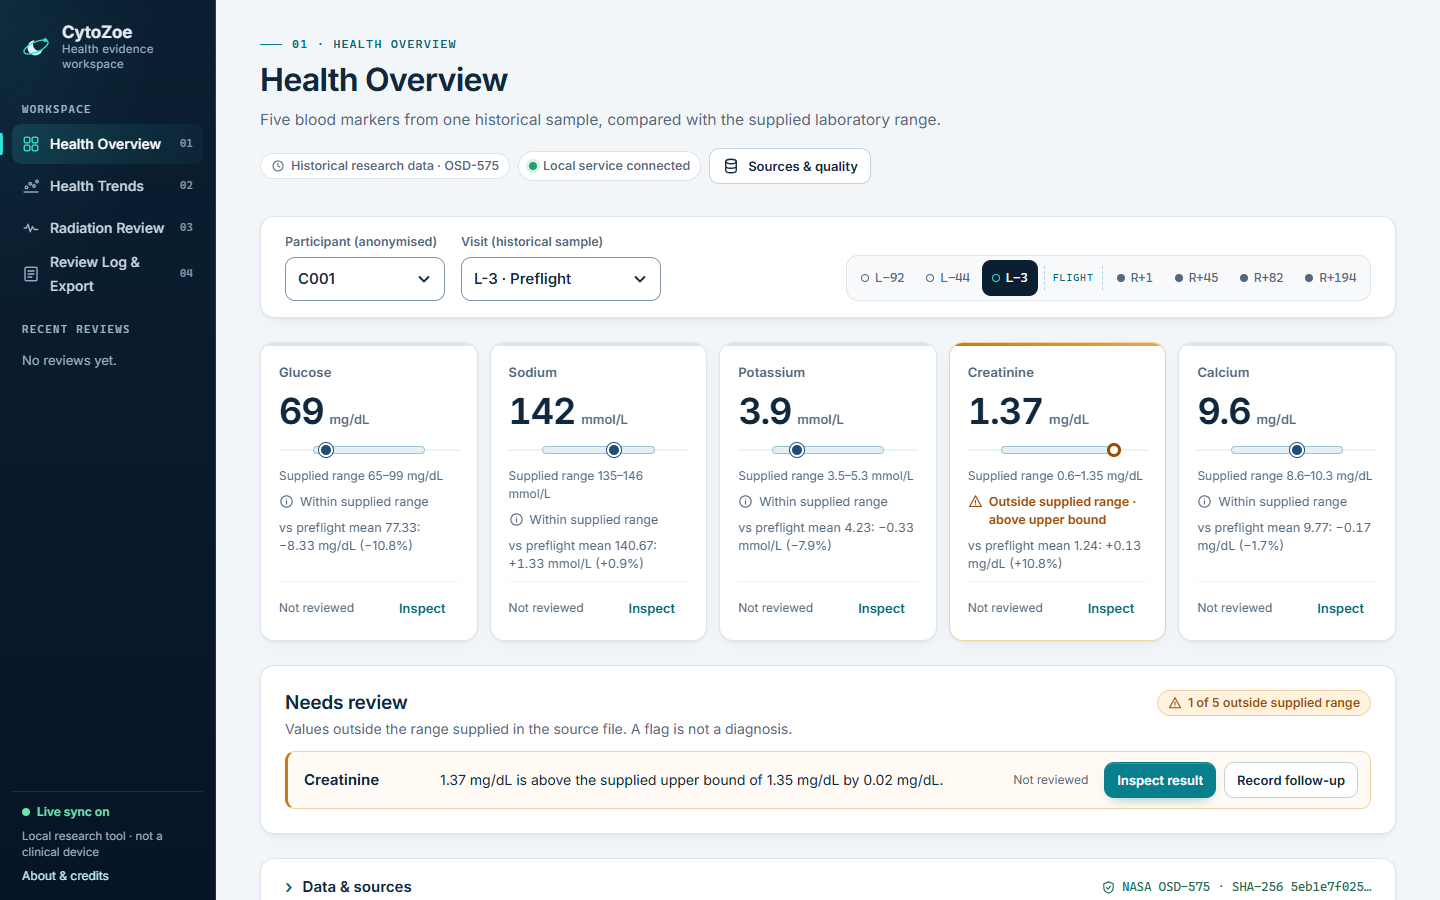 CytoZoe
Health evidence
workspace
WORKSPACE
Health Overview 01
Health Trends 02
Radiation Review 03
Review Log &
Export 04
RECENT REVIEWS
No reviews yet.
Live sync on
Local research tool · not a
clinical device
About & credits
01 · HEALTH OVERVIEW
Health Overview
Five blood markers from one historical sample, compared with the supplied laboratory range.
Historical research data · OSD-575
Local service connected
Sources & quality
Participant (anonymised)
C001
Visit (historical sample)
L-3 · Preflight
L−92 L−44 L−3 FLIGHT R+1 R+45 R+82 R+194
Glucose
69 mg/dL
Supplied range 65–99 mg/dL
Within supplied range
vs preflight mean 77.33:
−8.33 mg/dL (−10.8%)
Not reviewed Inspect
Sodium
142 mmol/L
Supplied range 135–146
mmol/L
Within supplied range
vs preflight mean 140.67:
+1.33 mmol/L (+0.9%)
Not reviewed Inspect
Potassium
3.9 mmol/L
Supplied range 3.5–5.3 mmol/L
Within supplied range
vs preflight mean 4.23: −0.33
mmol/L (−7.9%)
Not reviewed Inspect
Creatinine
1.37 mg/dL
Supplied range 0.6–1.35 mg/dL
Outside supplied range ·
above upper bound
vs preflight mean 1.24: +0.13
mg/dL (+10.8%)
Not reviewed Inspect
Calcium
9.6 mg/dL
Supplied range 8.6–10.3 mg/dL
Within supplied range
vs preflight mean 9.77: −0.17
mg/dL (−1.7%)
Not reviewed Inspect
Needs review
1 of 5 outside supplied range
Values outside the range supplied in the source file. A flag is not a diagnosis.
Creatinine 1.37 mg/dL is above the supplied upper bound of 1.35 mg/dL by 0.02 mg/dL. Not reviewed Inspect result Record follow-up
Data & sources NASA OSD-575 · SHA-256 5eb1e7f025…